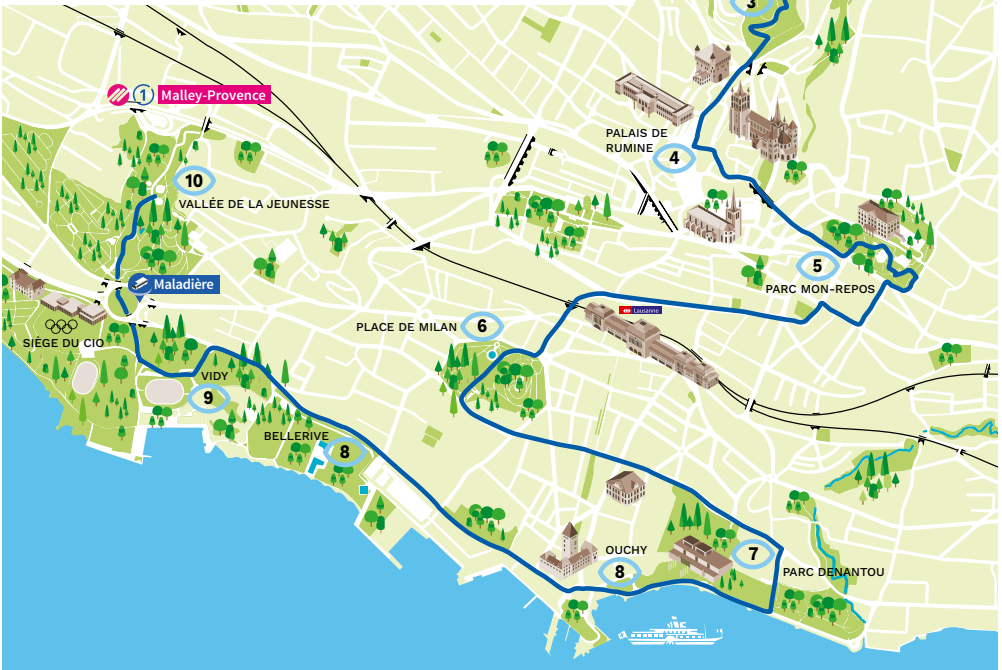 3
1 Malley-Provence
PALAIS DE
RUMINE
4
10
VALLÉE DE LA JEUNESSE
5
PARC MON-REPOS
Maladière
Lausanne
PLACE DE MILAN 6
SIÈGE DU CIO
VIDY
9
BELLERIVE
8
OUCHY
8
7
PARC DENANTOU